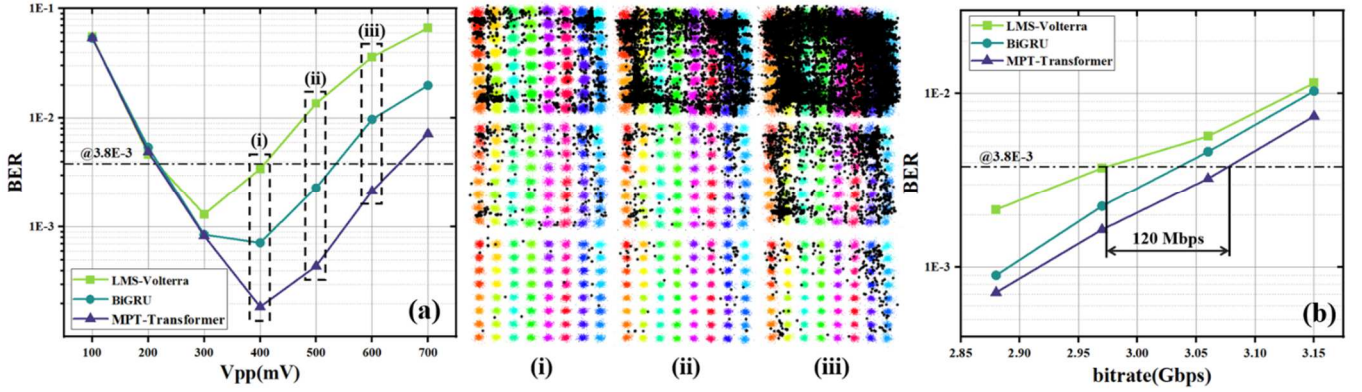 1E-1
1E-2
1E-3
BER
@3.8E-3
(i)
(ii)
(iii)
LMS-Volterra
BiGRU
MPT-Transformer
(a)
100 200 300 400 500 600 700
Vpp(mV)
(i) (ii) (iii)
LMS-Volterra
BiGRU
MPT-Transformer
1E-2
1E-3
BER
@3.8E-3
120 Mbps
(b)
2.85 2.90 2.95 3.00 3.05 3.10 3.15
bitrate(Gbps)